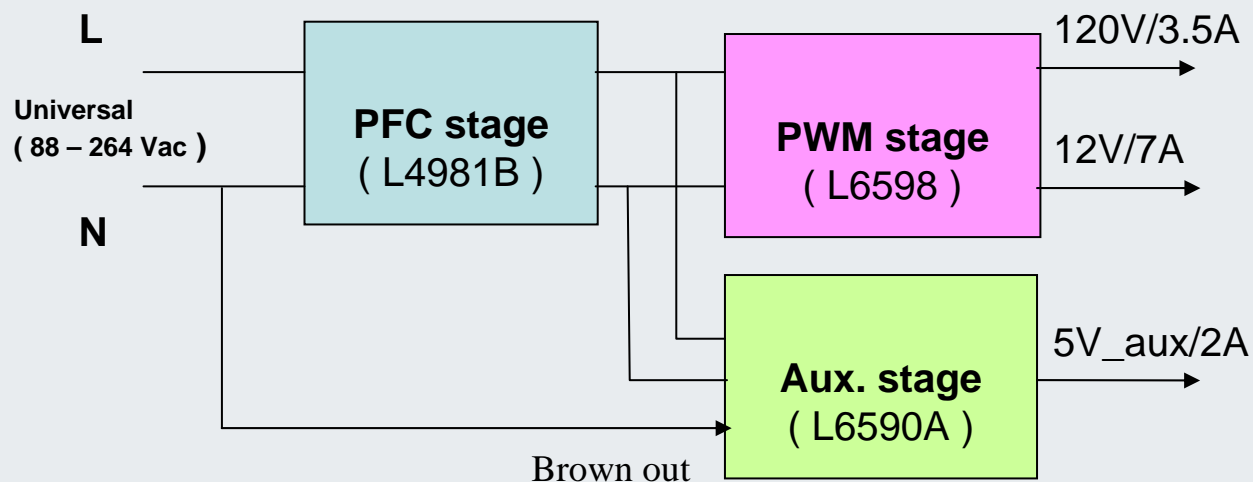 L
Universal
( 88 – 264 Vac )
N
PFC stage
( L4981B )
PWM stage
( L6598 )
120V/3.5A
12V/7A
Aux. stage
( L6590A )
5V_aux/2A
Brown out